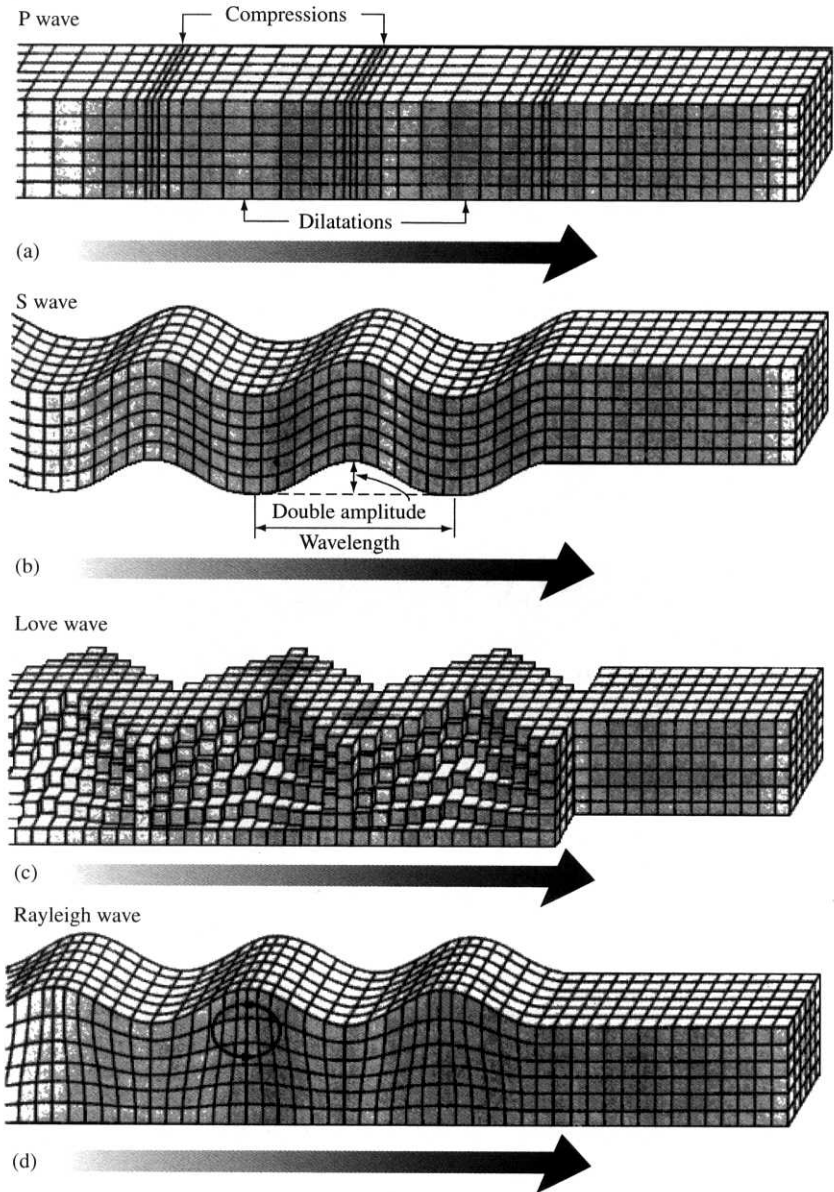 P wave
Compressions
Dilatations
(a)
S wave
Double amplitude
Wavelength
(b)
Love wave
(c)
Rayleigh wave
(d)